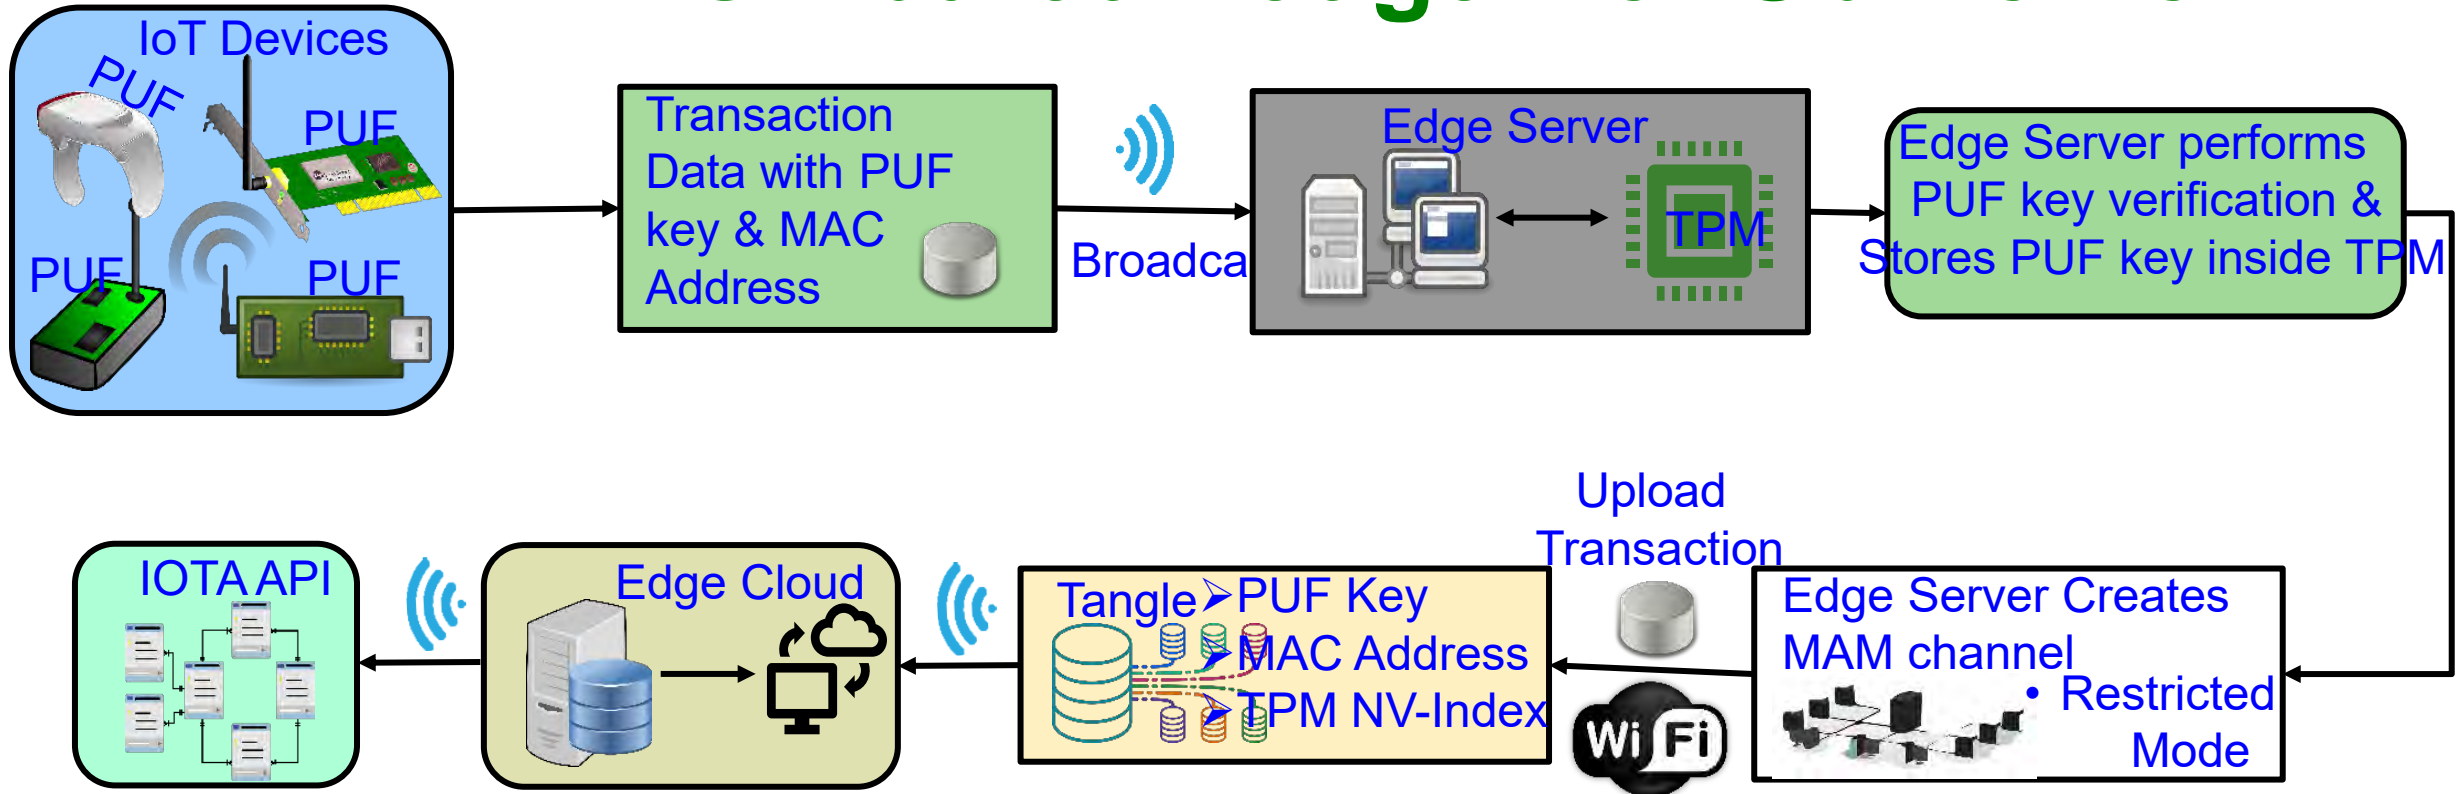 IoT Devices
PUF
PUF
PUF
PUF
Transaction
Data with PUF
key & MAC
Address
Broadca
Edge Server
TPM
Edge Server performs
PUF key verification &
Stores PUF key inside TPM
Upload
Transaction
Edge Server Creates
MAM channel
• Restricted
Mode
Wi Fi
Tangle
➢PUF Key
➢MAC Address
➢TPM NV-Index
Edge Cloud
IOTA API